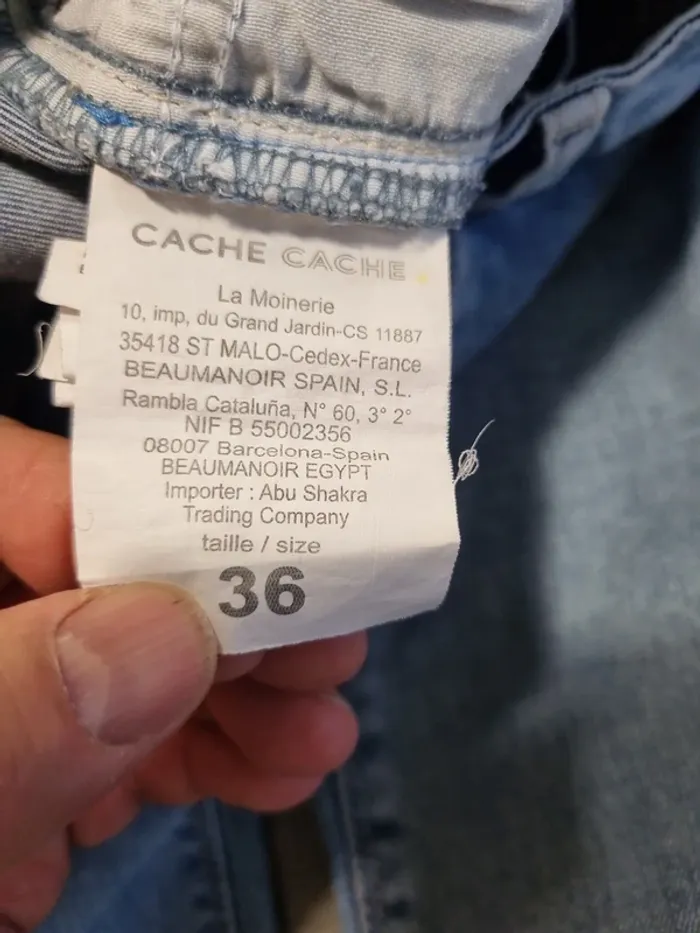 CACHE CACHE
La Moinerie
10, imp, du Grand Jardin-CS 11887
35418 ST MALO-Cedex-France
BEAUMANOIR SPAIN, S.L.
Rambla Cataluña, N° 60, 3° 2°
NIF B 55002356
08007 Barcelona-Spain
BEAUMANOIR EGYPT
Importer : Abu Shakra
Trading Company
taille / size
36